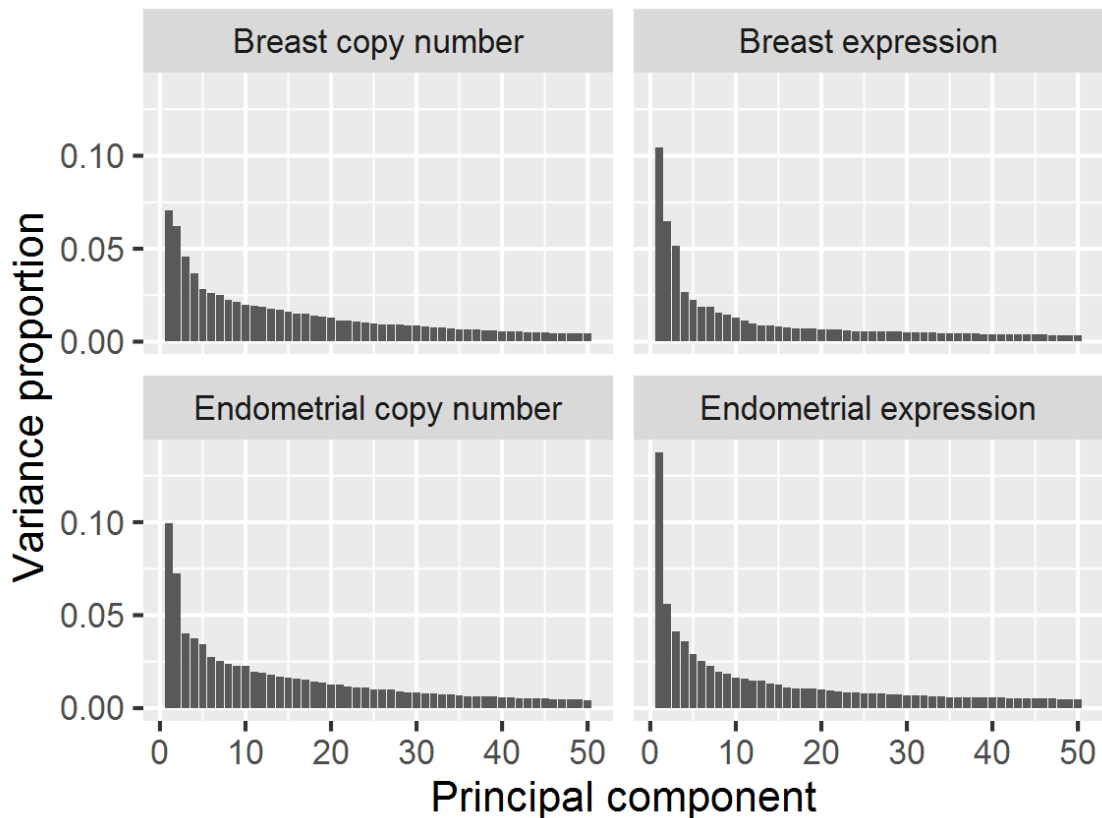 Breast copy number
Breast expression
0.10
0.05
0.00
Endometrial copy number
Endometrial expression
0.10
0.05
0.00
0 10 20 30 40 50
0 10 20 30 40 50
Principal component
Variance proportion